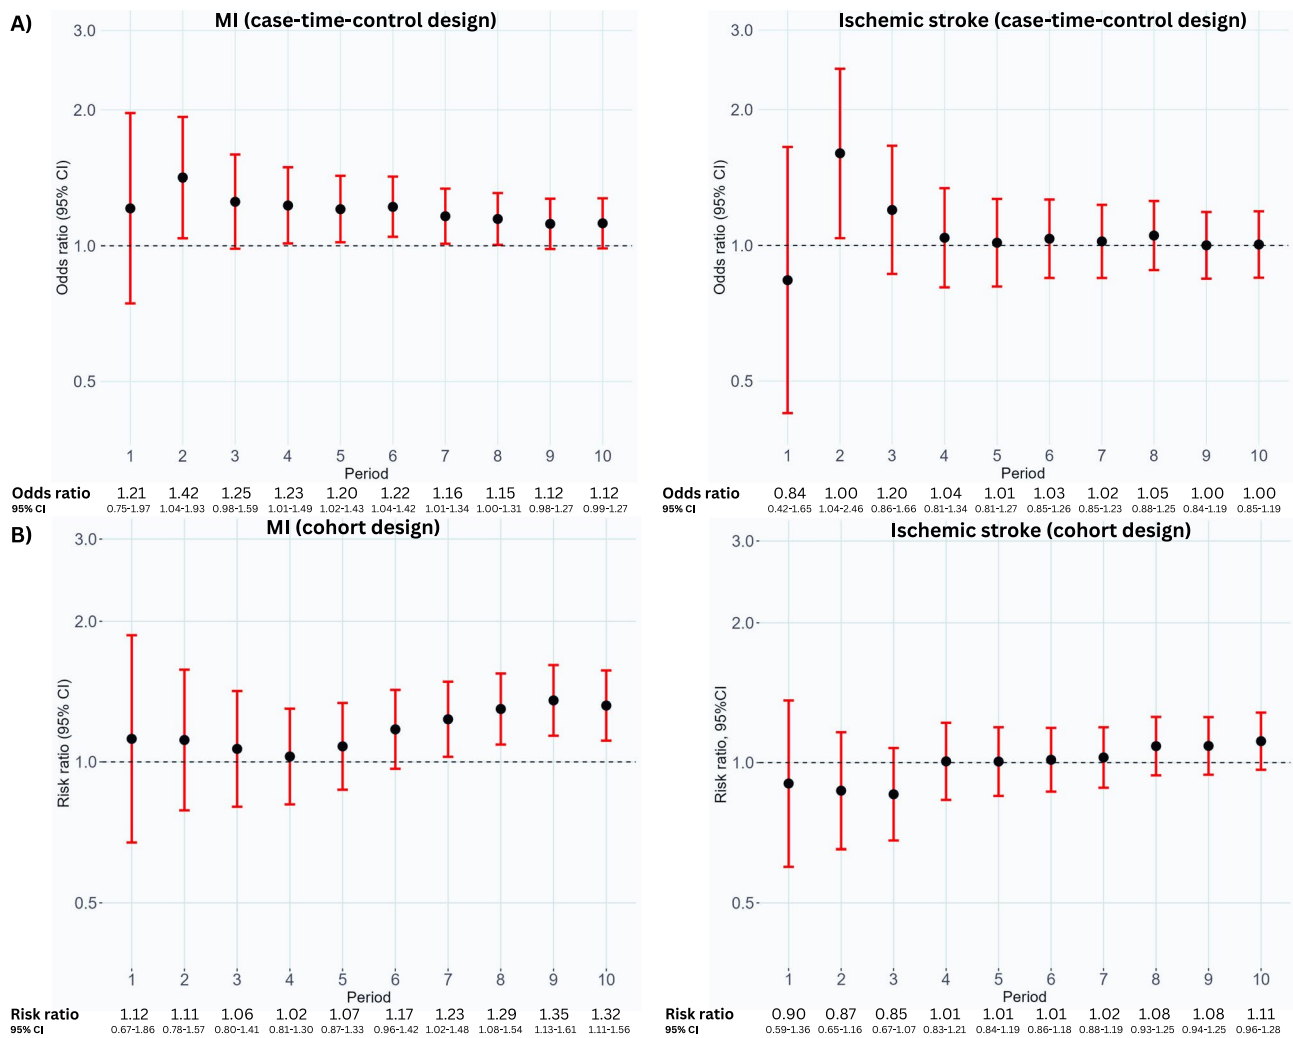 A)
MI (case-time-control design)
3.0
2.0
1.0
0.5
Odds ratio (95% CI)
1 2 3 4 5 6 7 8 9 10
Period
Odds ratio 1.21 1.42 1.25 1.23 1.20 1.22 1.16 1.15 1.12 1.12
95% CI 0.75-1.97 1.04-1.93 0.98-1.59 1.01-1.49 1.02-1.43 1.04-1.42 1.01-1.34 1.00-1.31 0.98-1.27 0.99-1.27
Ischemic stroke (case-time-control design)
3.0
2.0
1.0
0.5
Odds ratio (95% CI)
1 2 3 4 5 6 7 8 9 10
Period
Odds ratio 0.84 1.00 1.20 1.04 1.01 1.03 1.02 1.05 1.00 1.00
95% CI 0.42-1.65 1.04-2.46 0.86-1.66 0.81-1.34 0.81-1.27 0.85-1.26 0.85-1.23 0.88-1.25 0.84-1.19 0.85-1.19
B)
MI (cohort design)
3.0
2.0
1.0
0.5
Risk ratio (95% CI)
1 2 3 4 5 6 7 8 9 10
Period
Risk ratio 1.12 1.11 1.06 1.02 1.07 1.17 1.23 1.29 1.35 1.32
95% CI 0.67-1.86 0.78-1.57 0.80-1.41 0.81-1.30 0.87-1.33 0.96-1.42 1.02-1.48 1.08-1.54 1.13-1.61 1.11-1.56
Ischemic stroke (cohort design)
3.0
2.0
1.0
0.5
Risk ratio, 95%CI
1 2 3 4 5 6 7 8 9 10
Period
Risk ratio 0.90 0.87 0.85 1.01 1.01 1.01 1.02 1.08 1.08 1.11
95% CI 0.59-1.36 0.65-1.16 0.67-1.07 0.83-1.21 0.84-1.19 0.86-1.18 0.88-1.19 0.93-1.25 0.94-1.25 0.96-1.28